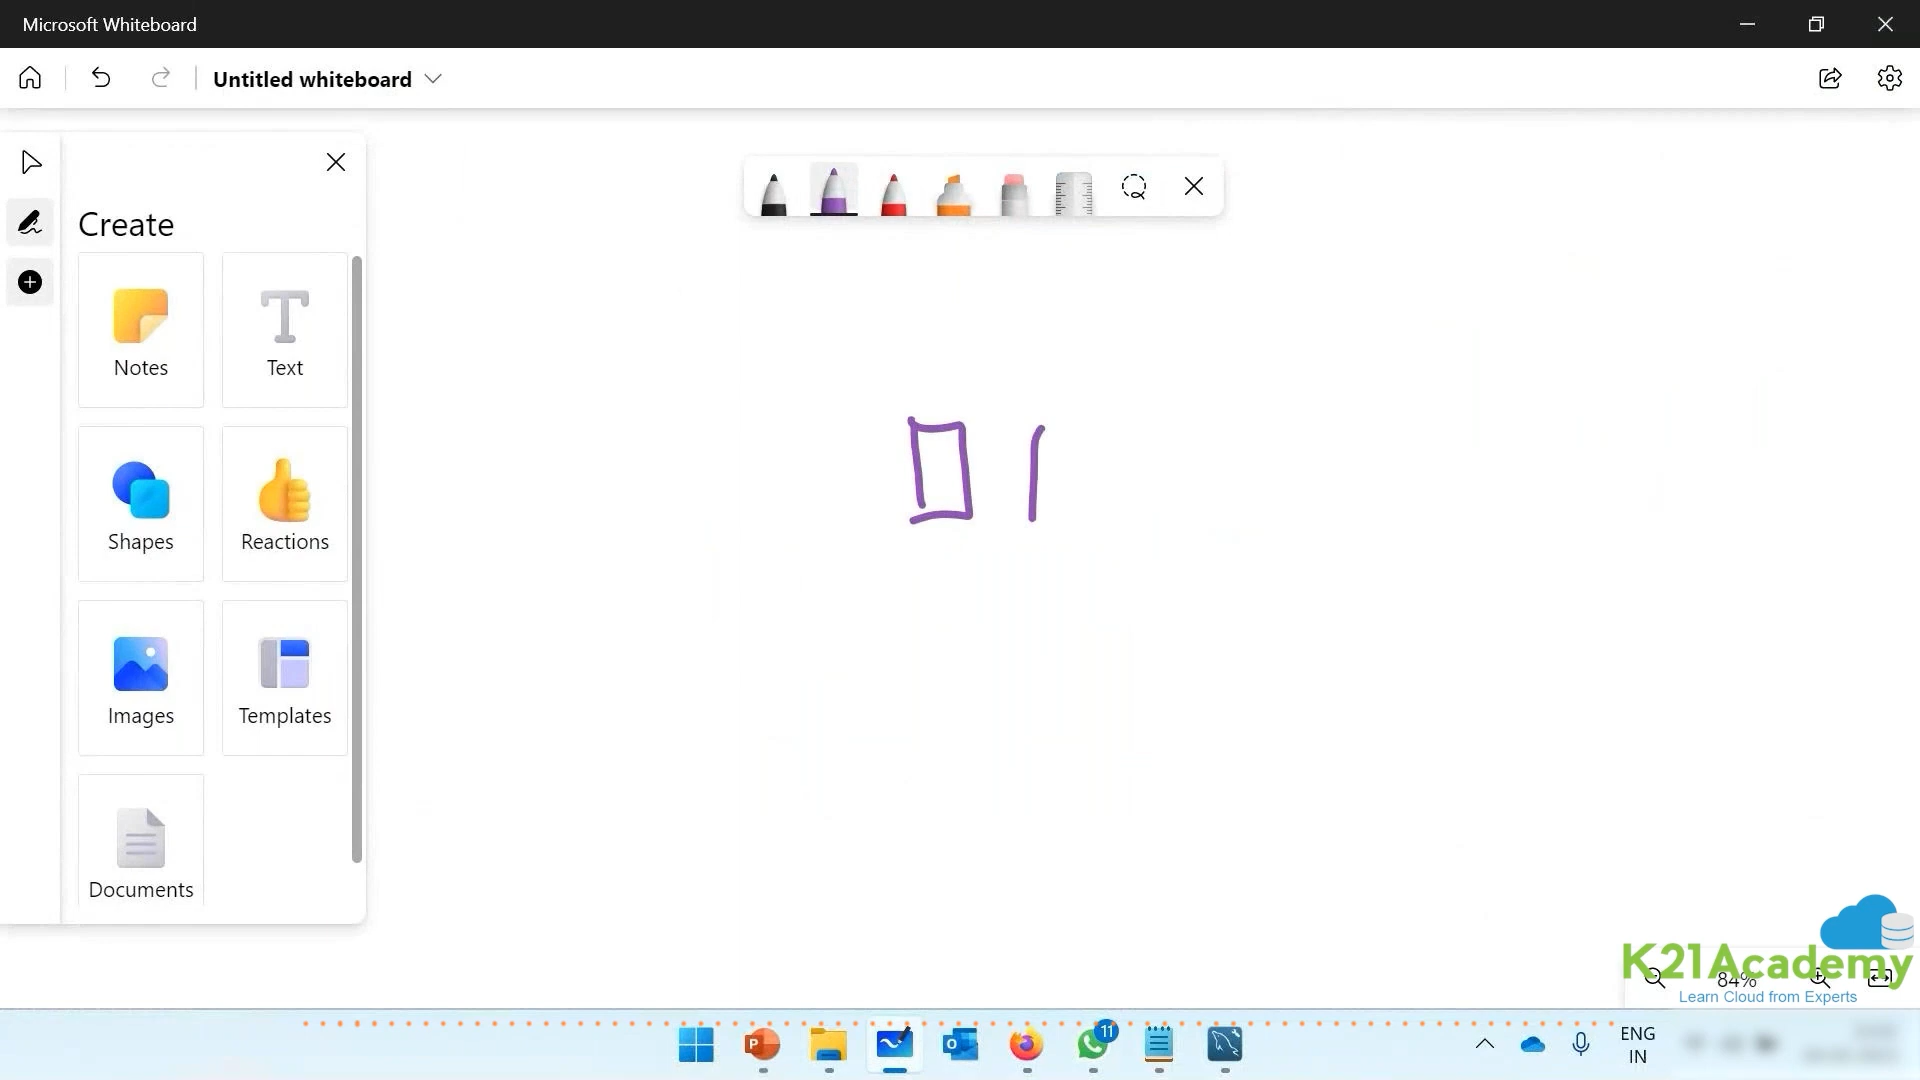 Microsoft Whiteboard
Untitled whiteboard
Create
Notes
Text
Shapes
Reactions
Images
Templates
Documents
K21Academy
84%
Learn Cloud from Experts
11
ENG
IN